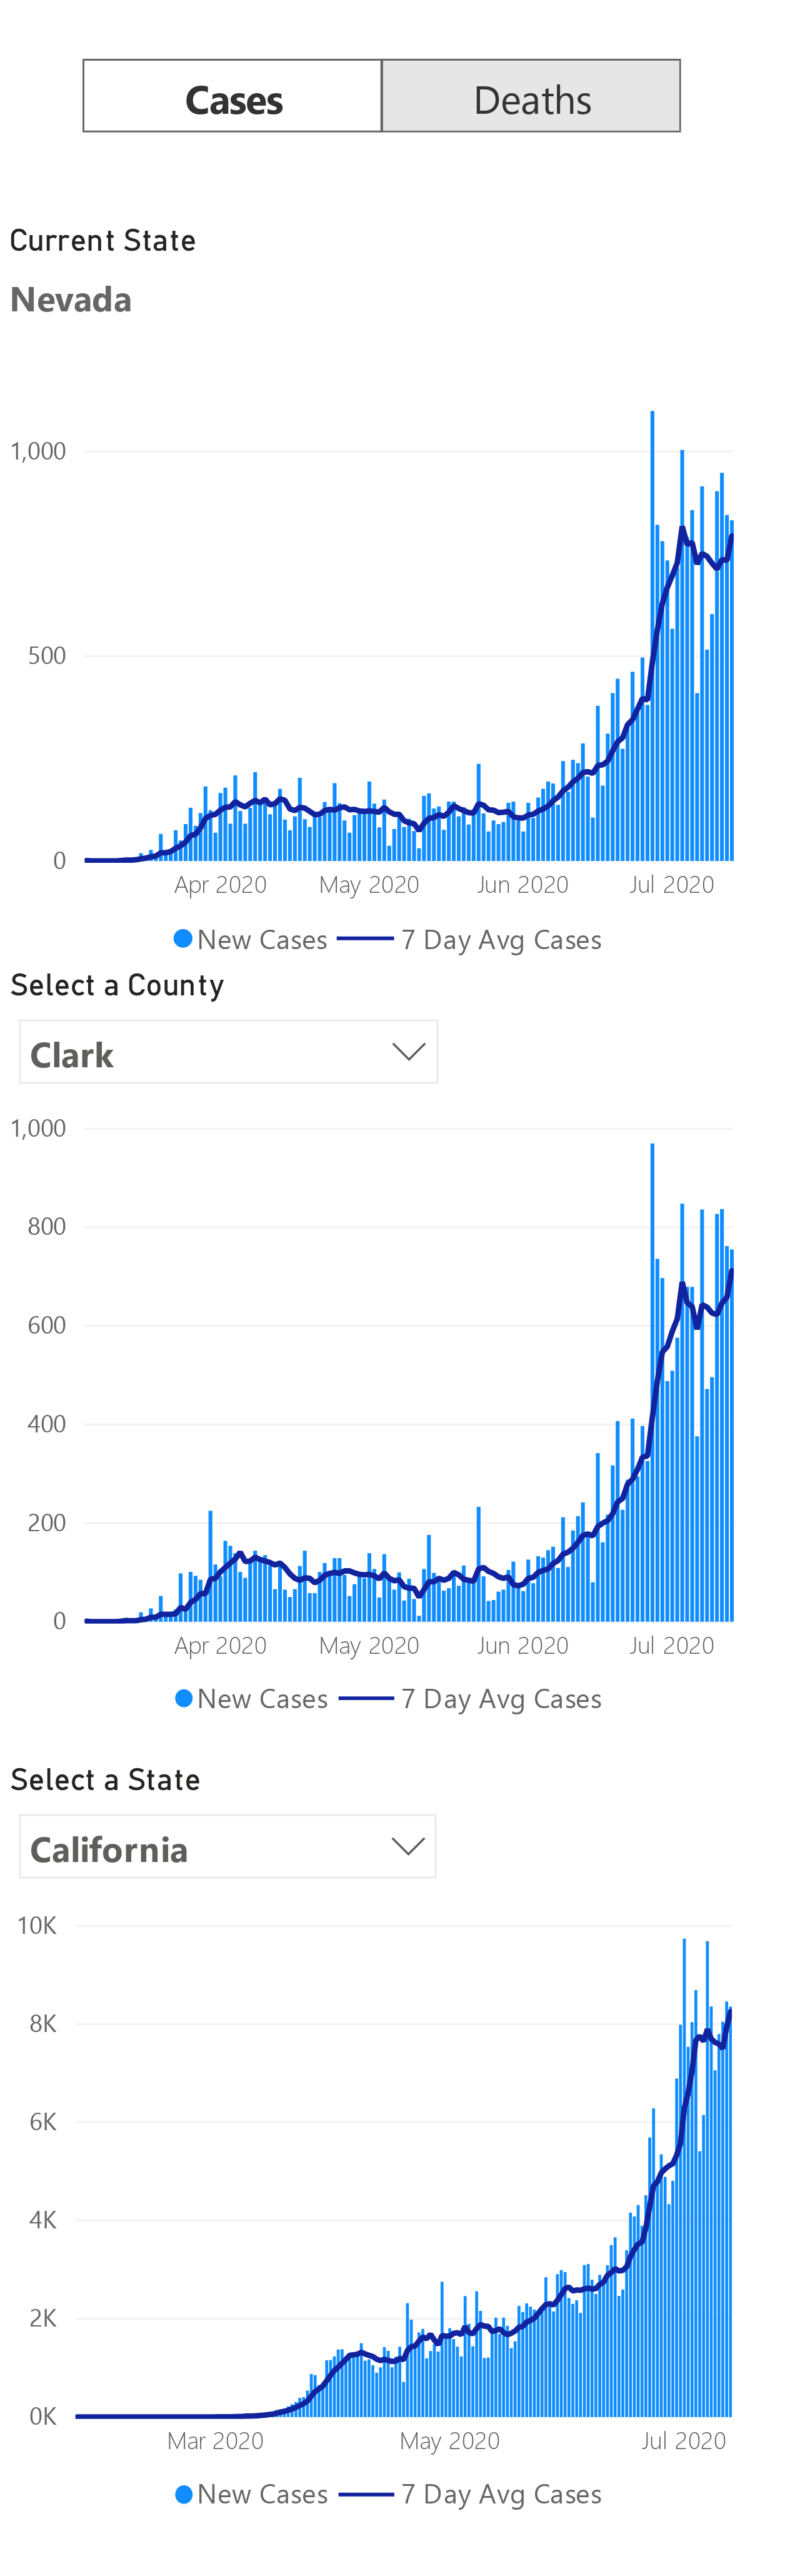 Cases Deaths
Current State
Nevada
1,000
500
0
Apr 2020 May 2020 Jun 2020 Jul 2020
New Cases 7 Day Avg Cases
Select a County
Clark
1,000
800
600
400
200
0
Apr 2020 May 2020 Jun 2020 Jul 2020
New Cases 7 Day Avg Cases
Select a State
California
10K
8K
6K
4K
2K
0K
Mar 2020 May 2020 Jul 2020
New Cases 7 Day Avg Cases